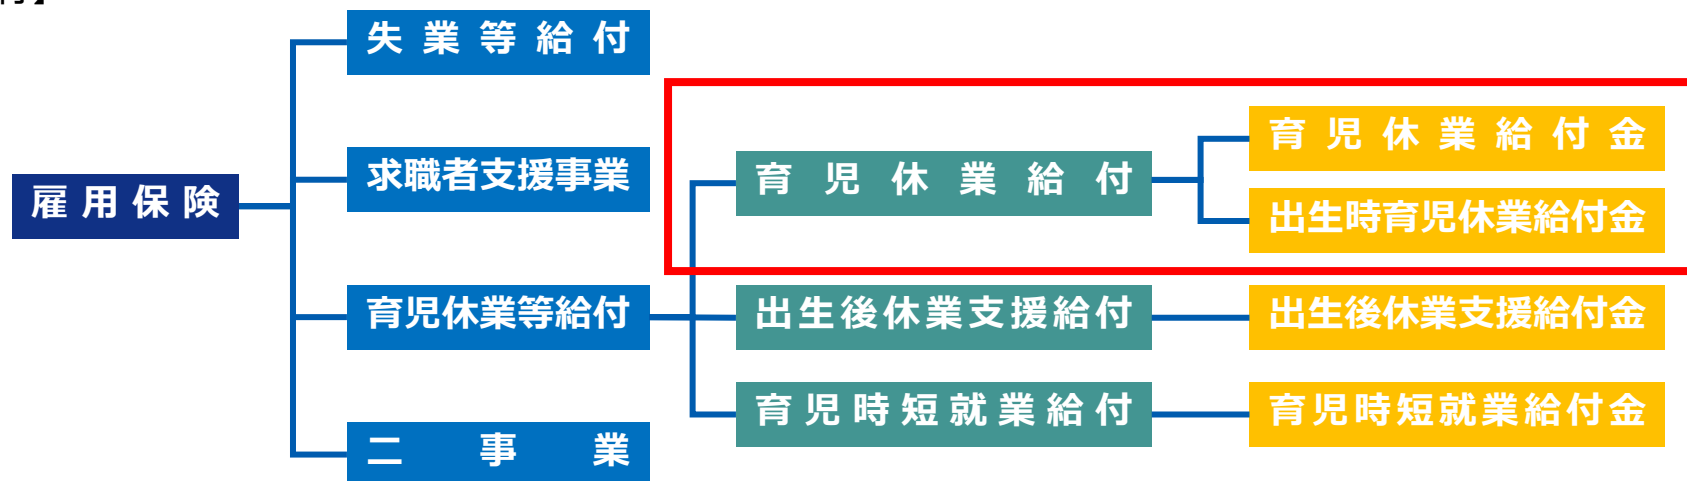 失業等給付
求職者支援事業
雇用保険
育児休業等給付
二事業
育児休業給付
出生後休業支援給付
育児時短就業給付
育児休業給付金
出生時育児休業給付金
出生後休業支援給付金
育児時短就業給付金